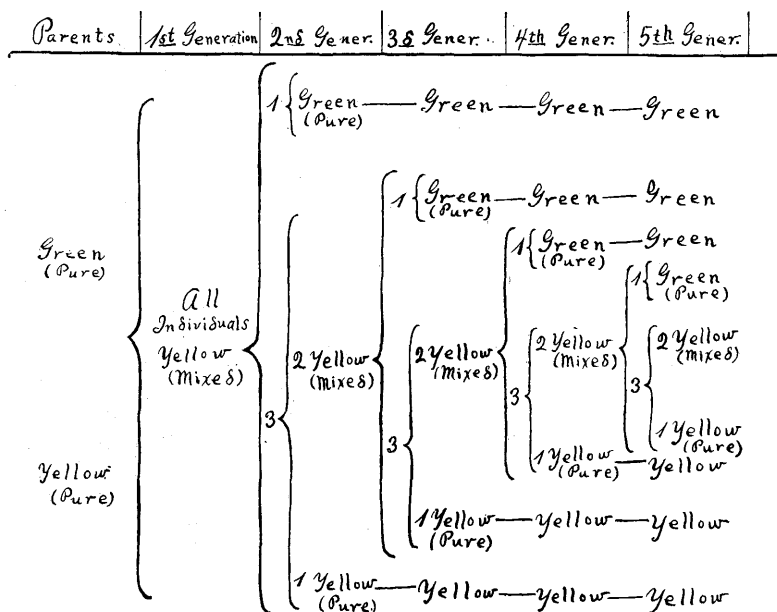 Parents 1st Generation 2nd Gener. 3d Gener. 4th Gener. 5th Gener.
1 Green — Green — Green — Green
(Pure)
1 Green — Green — Green
(Pure)
1 Green — Green
(Pure)
Green
(Pure)
1 Green
(Pure)
All
Individuals
Yellow
(Mixed)
2 Yellow
(Mixed)
2 Yellow
(Mixed)
2 Yellow
(Mixed)
2 Yellow
(Mixed)
3
3
3
3
1 Yellow
(Pure)
Yellow
(Pure)
1 Yellow — Yellow
(Pure)
1 Yellow — Yellow — Yellow
(Pure)
1 Yellow — Yellow — Yellow — Yellow
(Pure)